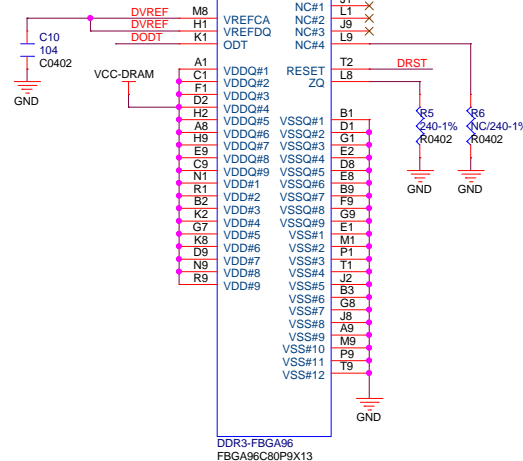 J1
NC#1
DVREF M8 VREFCA L1 NC#2
DVREF H1 VREFDQ J9 NC#3
C10 DODT K1 ODT L9 NC#4
104
C0402
GND
VCC-DRAM
RESET T2 DRST
ZQ L8
A1 VDDQ#1
C1 VDDQ#2
F1 VDDQ#3
D2 VDDQ#4
H2 VDDQ#5
A8 VDDQ#6
H9 VDDQ#7
E9 VDDQ#8
C9 VDDQ#9
N1 VDD#1
R1 VDD#2
B2 VDD#3
K2 VDD#4
G7 VDD#5
K8 VDD#6
D9 VDD#7
N9 VDD#8
R9 VDD#9
VSSQ#1 B1
VSSQ#2 D1
VSSQ#3 G1
VSSQ#4 E2
VSSQ#5 D8
VSSQ#6 E8
VSSQ#7 B9
VSSQ#8 F9
VSSQ#9 G9
VSS#1 E1
VSS#2 M1
VSS#3 P1
VSS#4 T1
VSS#5 J2
VSS#6 B3
VSS#7 G8
VSS#8 J8
VSS#9 A9
VSS#10 M9
VSS#11 P9
VSS#12 T9
R5
240-1%
R0402
GND
R6
NC/240-1%
R0402
GND
GND
DDR3-FBGA96
FBGA96C80P9X13